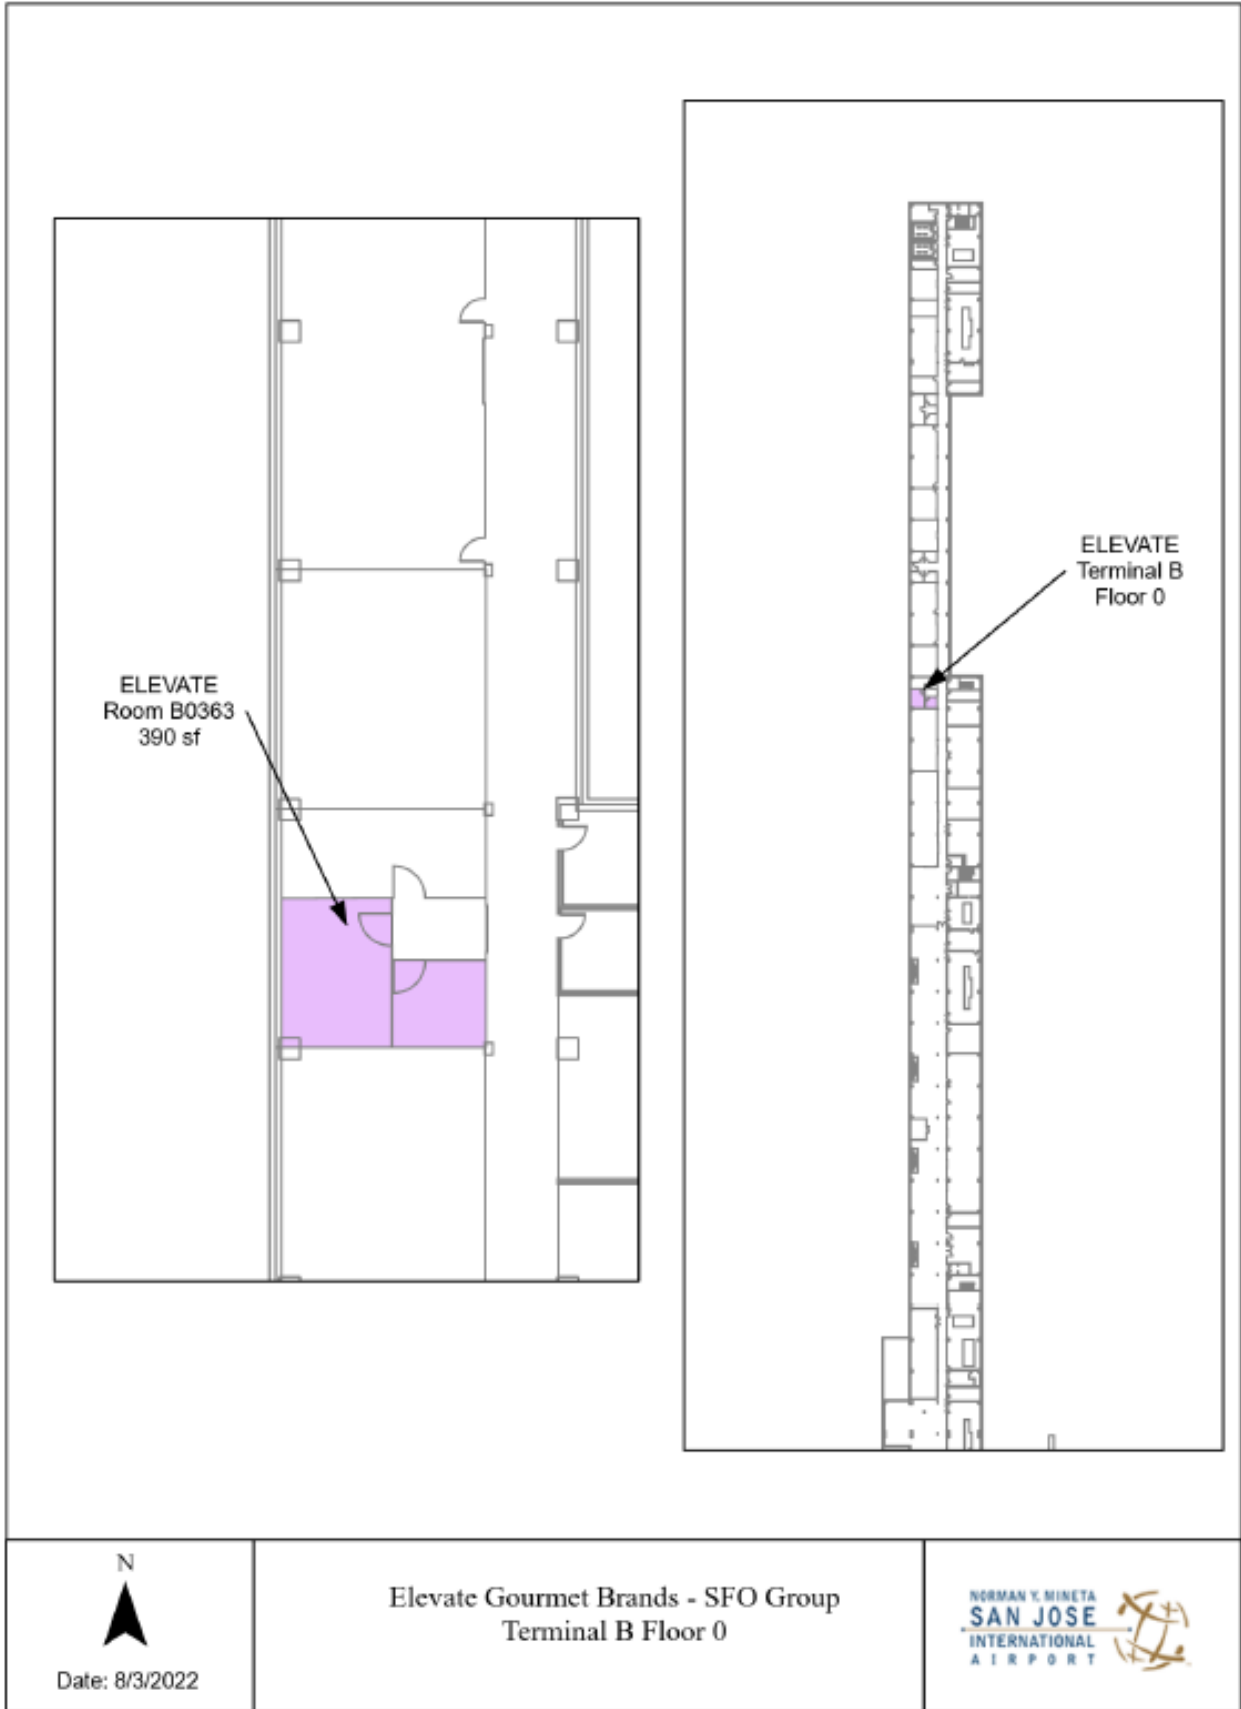 ELEVATE
Room B0363
390 sf
ELEVATE
Terminal B
Floor 0
N
Date: 8/3/2022
Elevate Gourmet Brands - SFO Group
Terminal B Floor 0
NORMAN Y. MINETA
SAN JOSE
INTERNATIONAL
AIRPORT